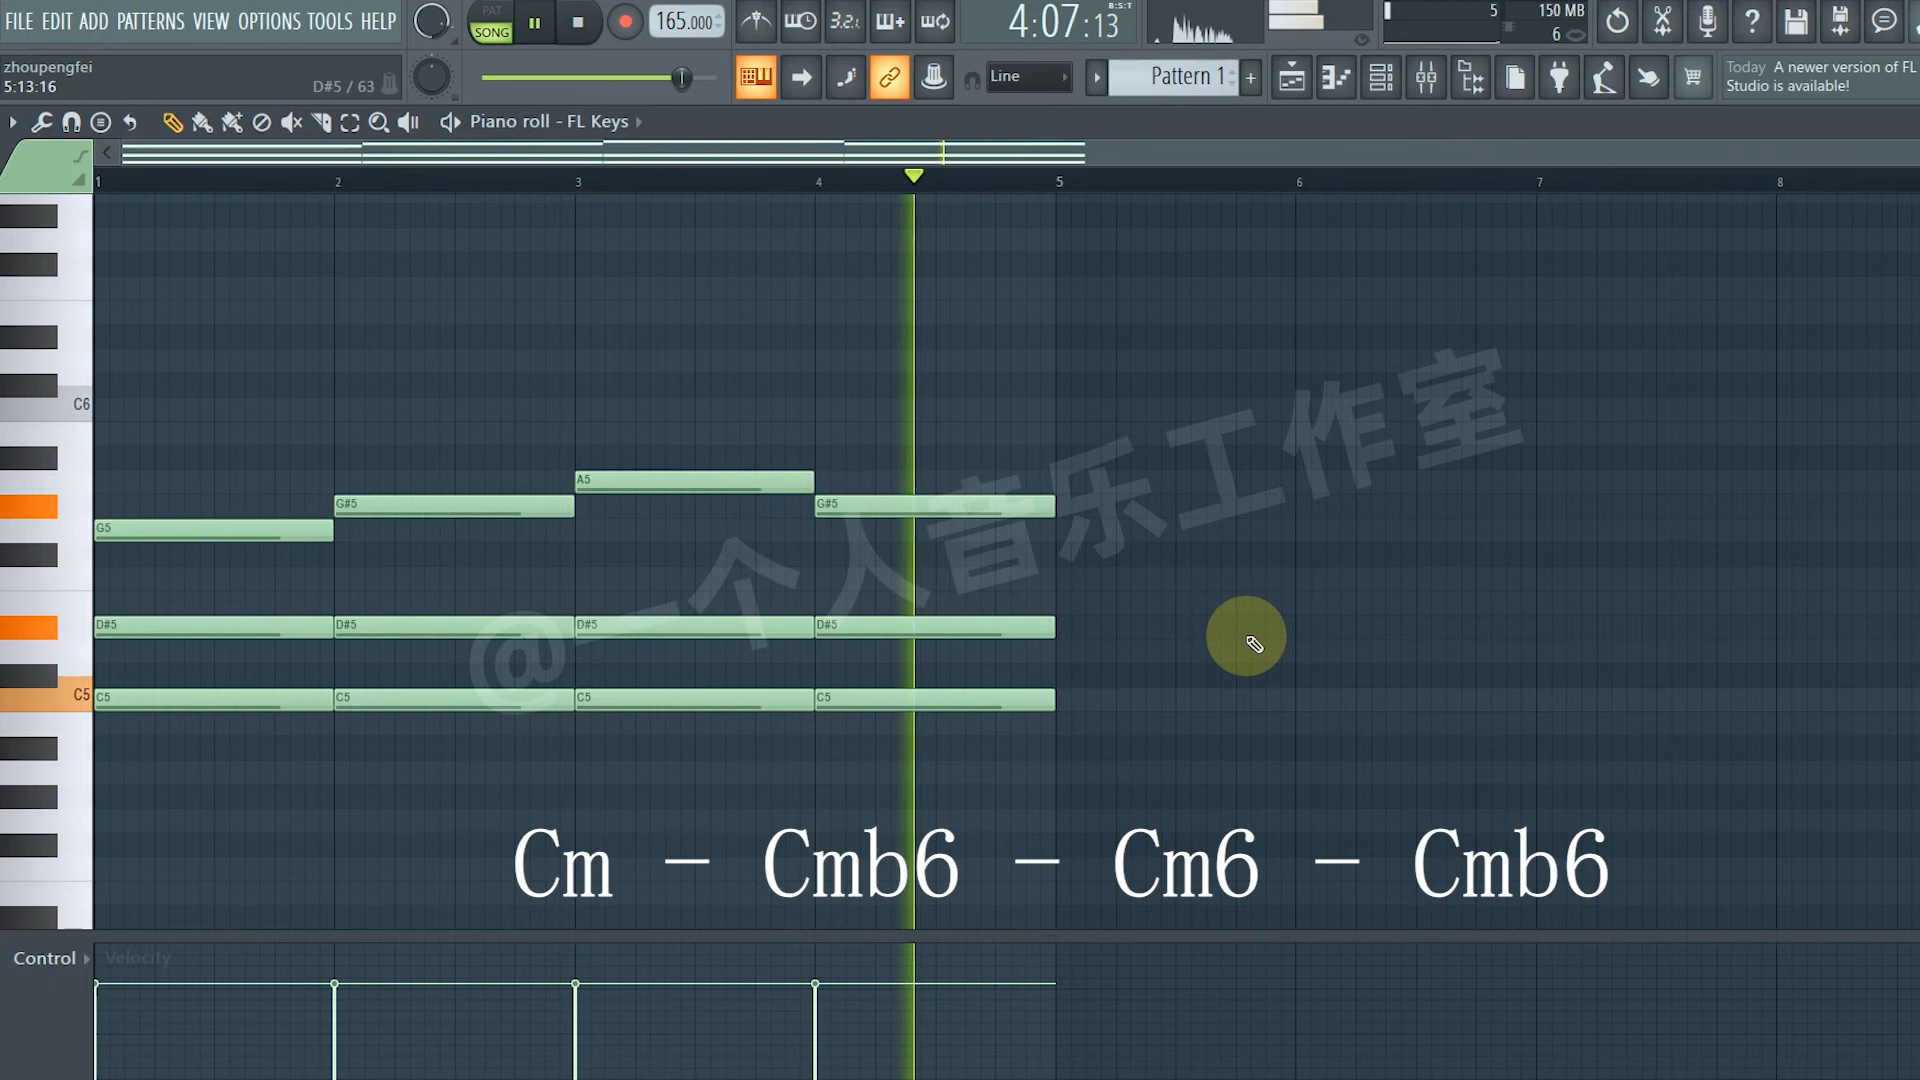 FILE EDIT ADD PATTERNS VIEW OPTIONS TOOLS HELP
PAT
SONG
165.000
3.2.
4:07:13
B:S:T
5
150 MB
6
zhoupengfei
5:13:16
D#5 / 63
Line
Pattern 1
Today A newer version of FL
Studio is available!
Piano roll - FL Keys
1 2 3 4 5 6 7 8
C6
A5
G#5 G#5
G5
D#5 D#5 D#5 D#5
C5 C5 C5 C5 C5
@一个人音乐工作室
Cm - Cmb6 - Cm6 - Cmb6
Control
Velocity